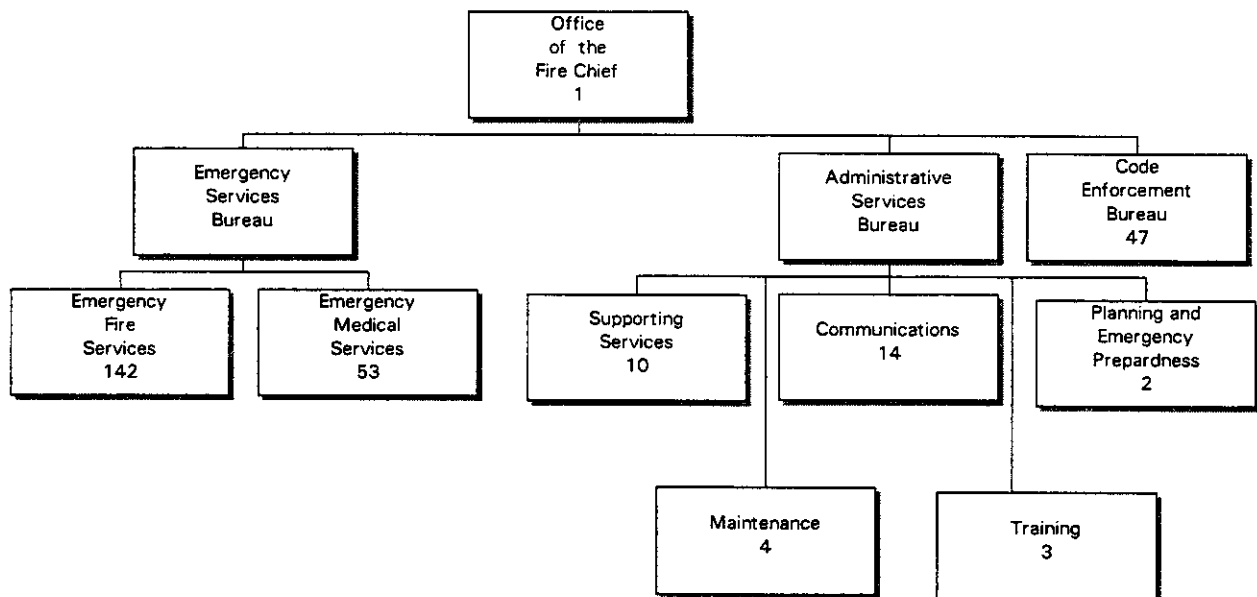 Office
of the
Fire Chief
1
Emergency
Services
Bureau
Administrative
Services
Bureau
Code
Enforcement
Bureau
47
Emergency
Fire
Services
142
Emergency
Medical
Services
53
Supporting
Services
10
Communications
14
Planning and
Emergency
Prepardness
2
Maintenance
4
Training
3